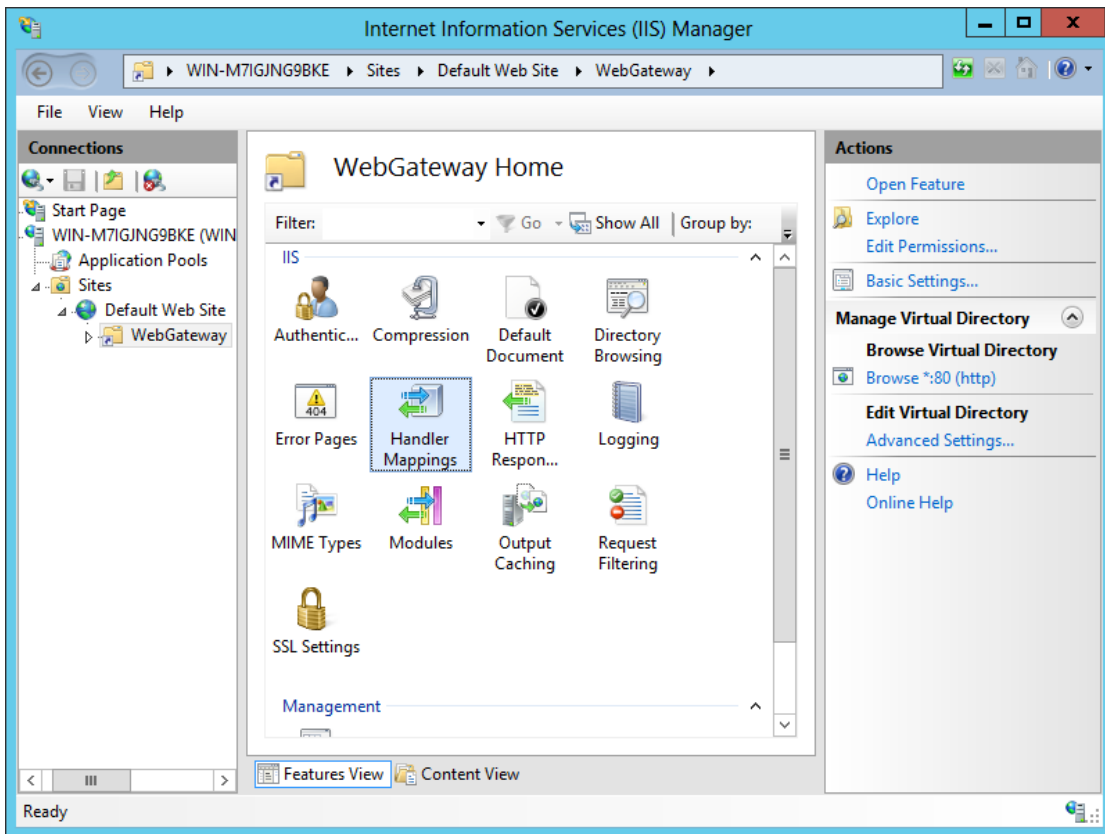 Internet Information Services (IIS) Manager
WIN-M7IGJNG9BKE Sites Default Web Site WebGateway
File View Help
Connections
Start Page
WIN-M7IGJNG9BKE (WIN
Application Pools
Sites
Default Web Site
WebGateway
WebGateway Home
Filter: Go Show All Group by:
IIS
Authentic... Compression Default Document Directory Browsing
404
Error Pages Handler Mappings HTTP Respon... Logging
MIME Types Modules Output Caching Request Filtering
SSL Settings
Management
Features View Content View
Actions
Open Feature
Explore
Edit Permissions...
Basic Settings...
Manage Virtual Directory
Browse Virtual Directory
Browse *:80 (http)
Edit Virtual Directory
Advanced Settings...
Help
Online Help
Ready